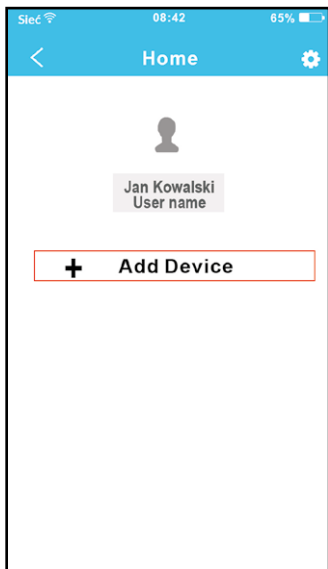 Sieć 08:42 65%
Home
Jan Kowalski
User name
+ Add Device